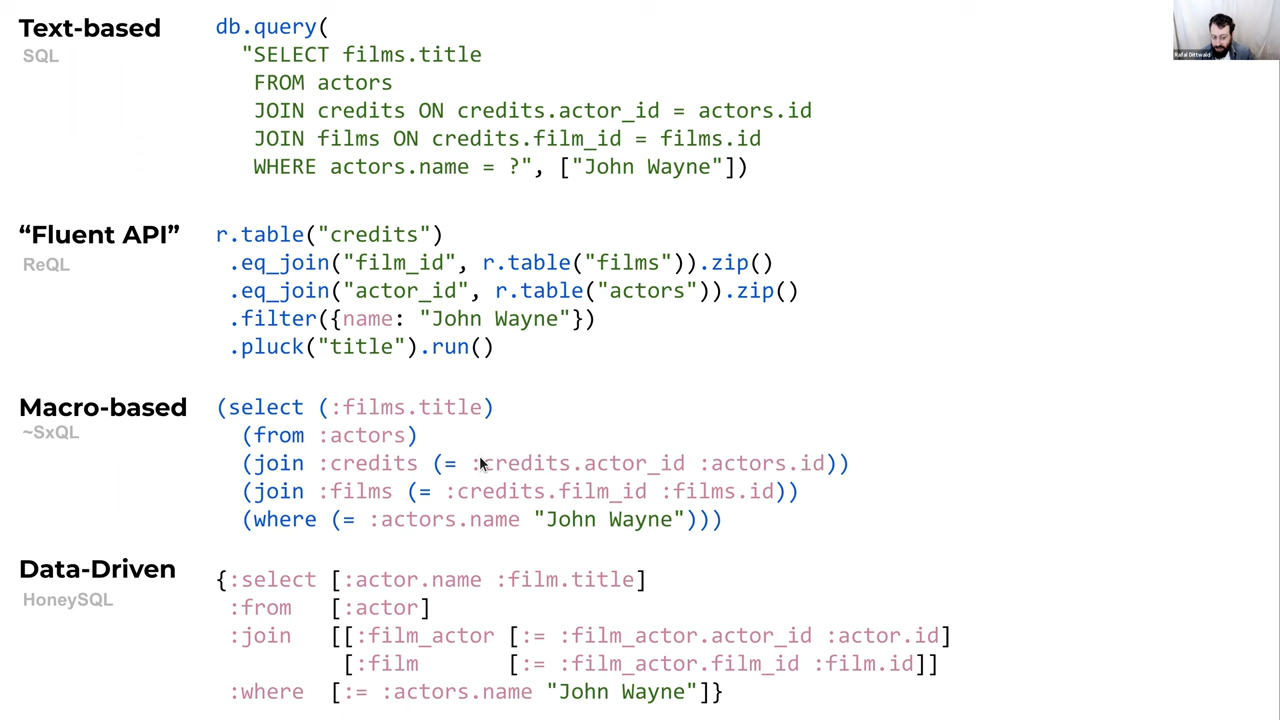 Text-based
SQL
db.query(
"SELECT films.title
FROM actors
JOIN credits ON credits.actor_id = actors.id
JOIN films ON credits.film_id = films.id
WHERE actors.name = ?", ["John Wayne"])
Rafal Dittwald
“Fluent API”
ReQL
r.table("credits")
.eq_join("film_id", r.table("films")).zip()
.eq_join("actor_id", r.table("actors")).zip()
.filter({name: "John Wayne"})
.pluck("title").run()
Macro-based
~SxQL
(select (:films.title)
(from :actors)
(join :credits (= :credits.actor_id :actors.id))
(join :films (= :credits.film_id :films.id))
(where (= :actors.name "John Wayne")))
Data-Driven
HoneySQL
{:select [:actor.name :film.title]
:from [:actor]
:join [[:film_actor [:= :film_actor.actor_id :actor.id]
[:film [:= :film_actor.film_id :film.id]]
:where [:= :actors.name "John Wayne"]}